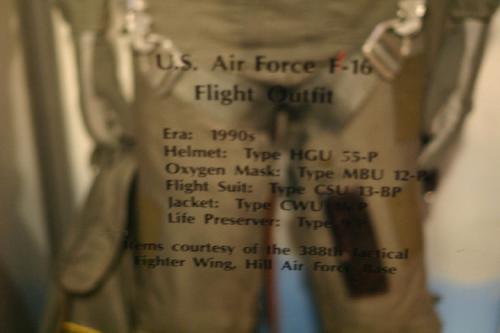 U.S. Air Force F-16
Flight Outfit
Era: 1990s
Helmet: Type HGU 55-P
Oxygen Mask: Type MBU 12-P
Flight Suit: Type CSU 13-BP
Jacket: Type CWU
Life Preserver: Type
Items courtesy of the 388th Tactical
Fighter Wing, Hill Air Force Base